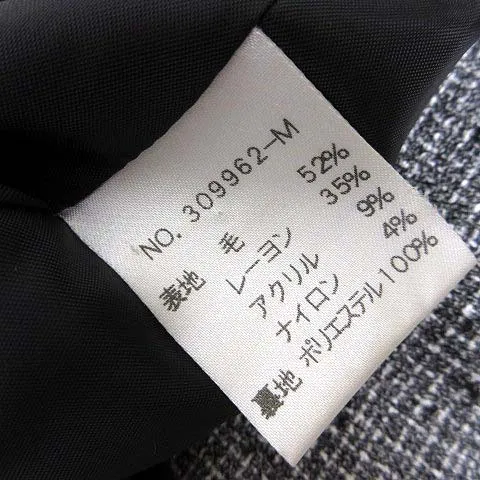 NO. 309962-M
表地 毛 52%
レーヨン 35%
アクリル 9%
ナイロン 4%
裏地 ポリエステル100%